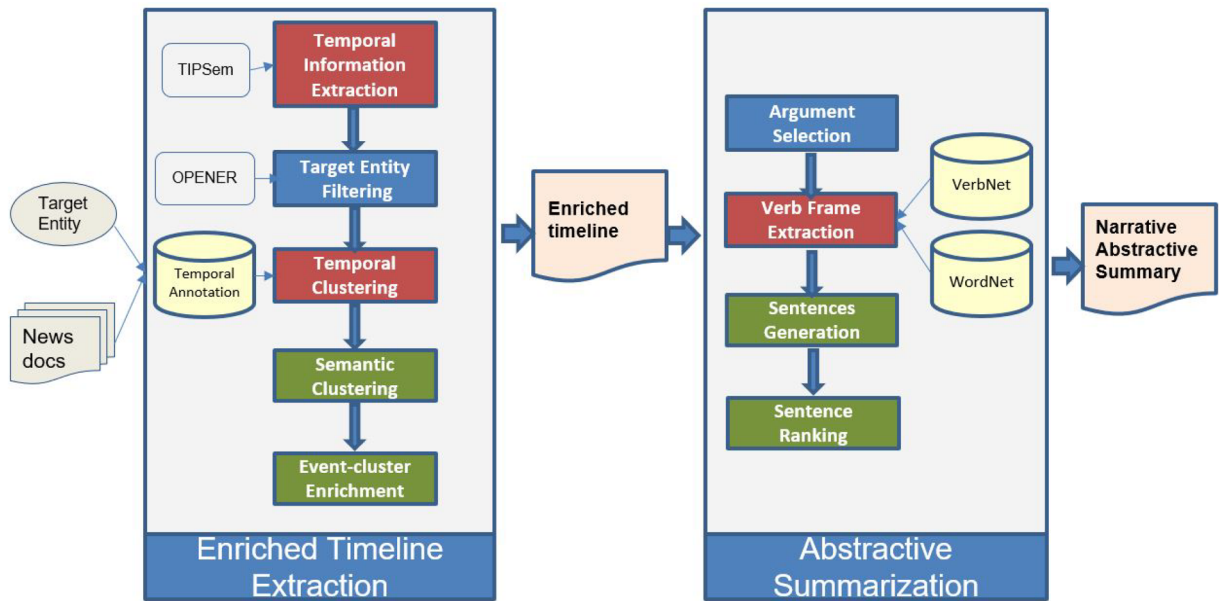 Target
Entity
News
docs
TIPSem
OPENER
Temporal
Annotation
Temporal
Information
Extraction
Target Entity
Filtering
Temporal
Clustering
Semantic
Clustering
Event-cluster
Enrichment
Enriched Timeline
Extraction
Enriched
timeline
Argument
Selection
Verb Frame
Extraction
Sentences
Generation
Sentence
Ranking
VerbNet
WordNet
Abstractive
Summarization
Narrative
Abstractive
Summary